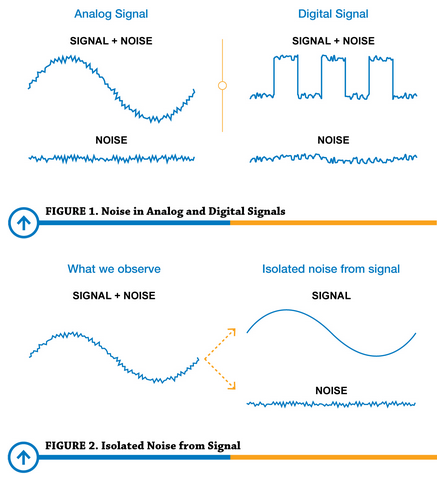 Analog Signal
Digital Signal
SIGNAL + NOISE
SIGNAL + NOISE
NOISE
NOISE
FIGURE 1. Noise in Analog and Digital Signals
What we observe
Isolated noise from signal
SIGNAL + NOISE
SIGNAL
NOISE
FIGURE 2. Isolated Noise from Signal